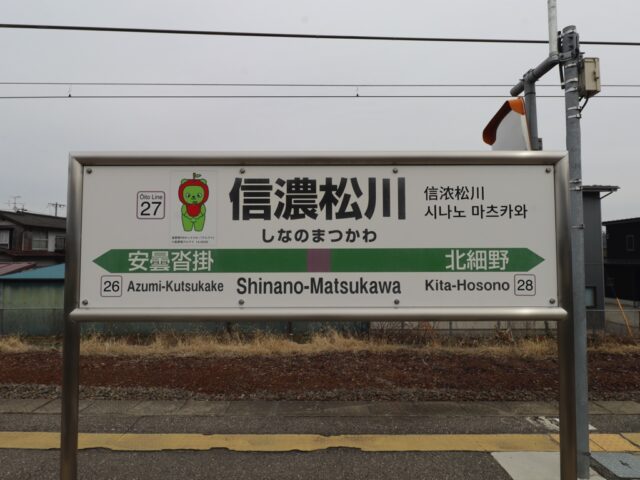 Ōito Line
27
信濃松川
しなのまつかわ
信浓松川
시나노 마츠카와
安曇沓掛
北細野
26 Azumi-Kutsukake
Shinano-Matsukawa
Kita-Hosono 28